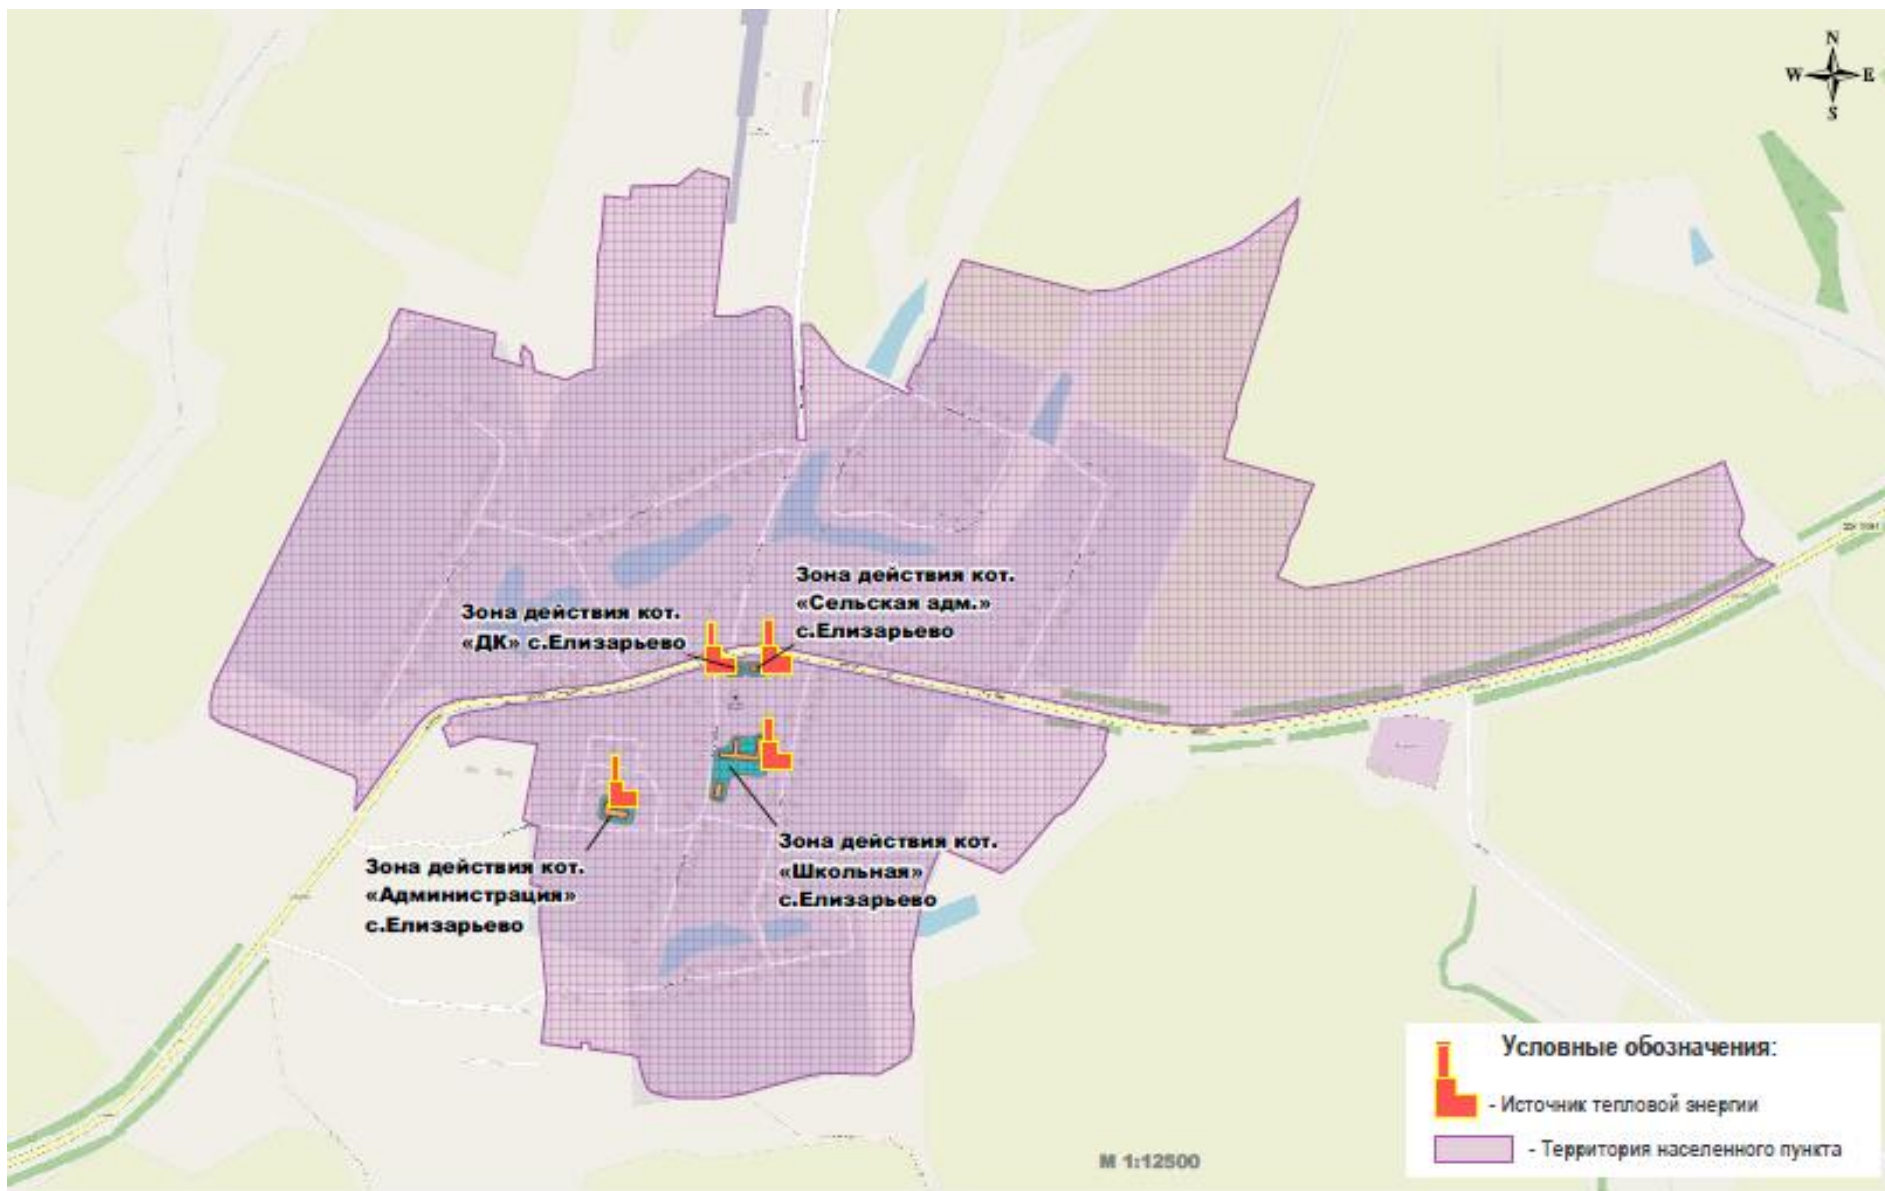 N
W E
S
Зона действия кот.
«Сельская адм.»
с.Елизарьево
Зона действия кот.
«ДК» с.Елизарьево
Зона действия кот.
«Школьная»
с.Елизарьево
Зона действия кот.
«Администрация»
с.Елизарьево
Условные обозначения:
- Источник тепловой энергии
- Территория населенного пункта
М 1:12500